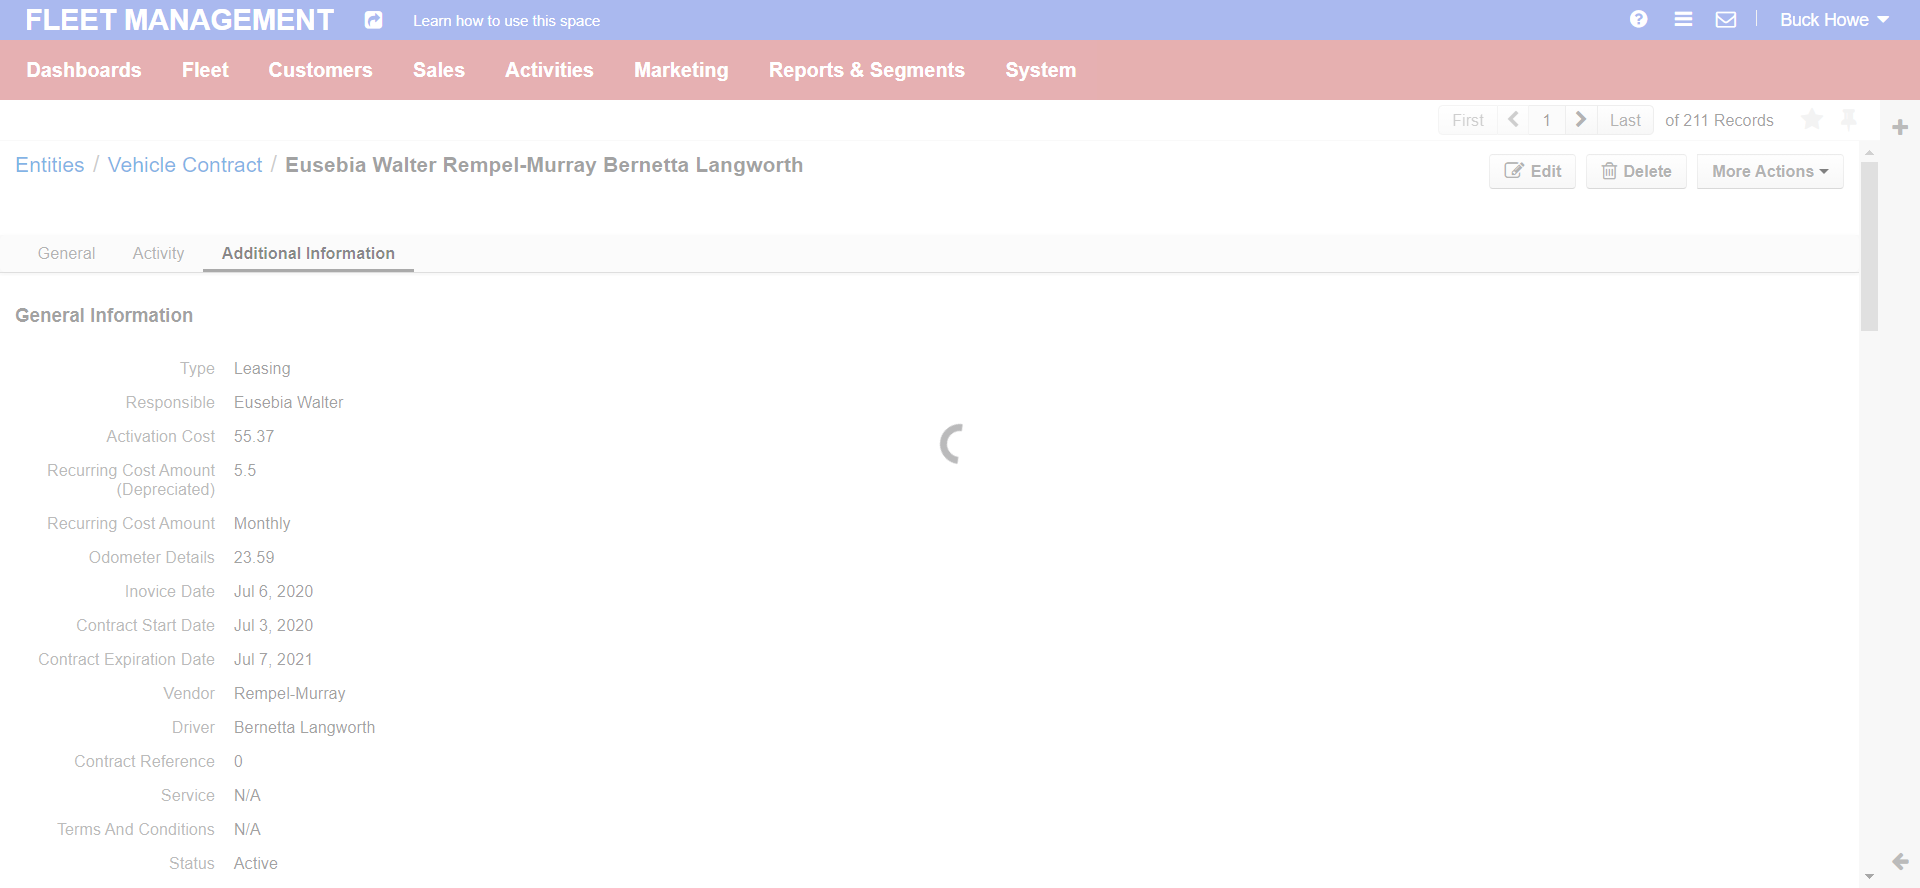 FLEET MANAGEMENT Learn how to use this space Buck Howe
Dashboards Fleet Customers Sales Activities Marketing Reports & Segments System
First 1 Last of 211 Records
Entities / Vehicle Contract / Eusebia Walter Rempel-Murray Bernetta Langworth
Edit Delete More Actions
General Activity Additional Information
General Information
Type Leasing
Responsible Eusebia Walter
Activation Cost 55.37
Recurring Cost Amount 5.5
(Depreciated)
Recurring Cost Amount Monthly
Odometer Details 23.59
Inovice Date Jul 6, 2020
Contract Start Date Jul 3, 2020
Contract Expiration Date Jul 7, 2021
Vendor Rempel-Murray
Driver Bernetta Langworth
Contract Reference 0
Service N/A
Terms And Conditions N/A
Status Active